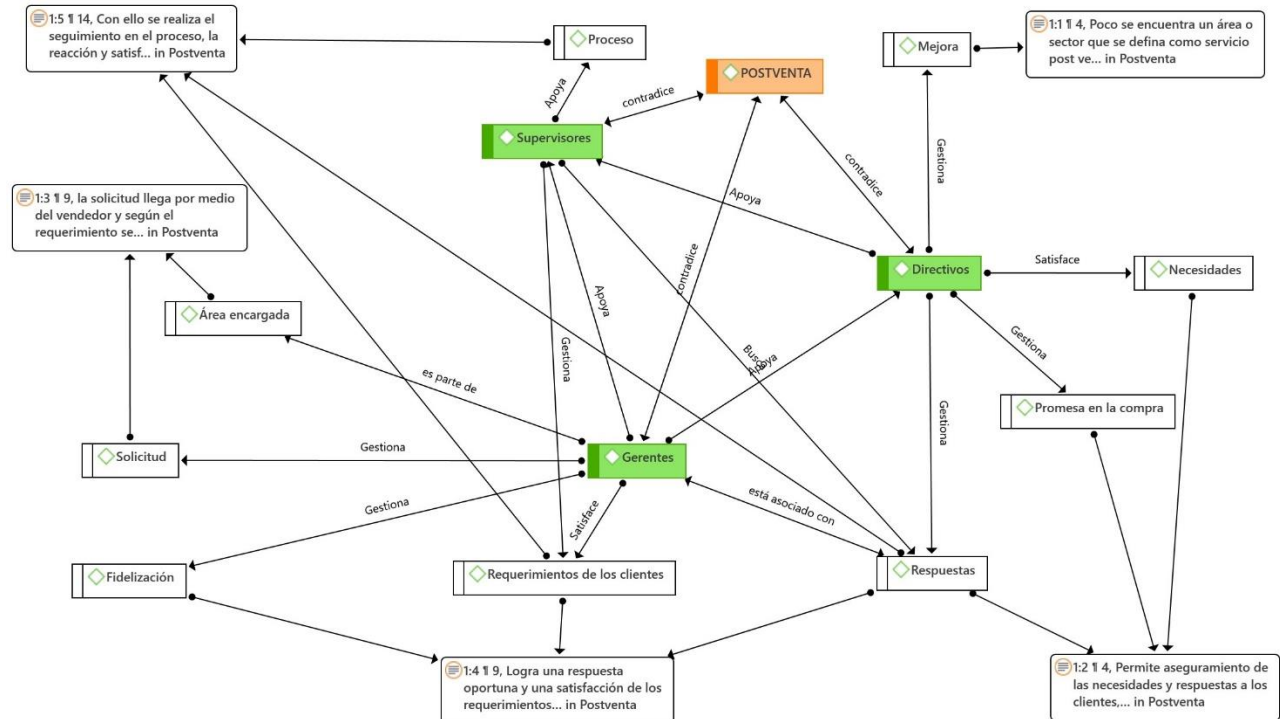 1:5 ¶ 14, Con ello se realiza el
seguimiento en el proceso, la
reacción y satisf... in Postventa
Proceso
Mejora
1:1 ¶ 4, Poco se encuentra un área o
sector que se defina como servicio
post ve... in Postventa
POSTVENTA
Apoya
contradice
Supervisores
contradice
Gestiona
1:3 ¶ 9, la solicitud llega por medio
del vendedor y según el
requerimiento se... in Postventa
Apoya
Directivos
Satisface
Necesidades
contradice
Área encargada
Apoya
Gestiona
Busca
Apoya
Gestiona
es parte de
Gestiona
Promesa en la compra
Solicitud
Gestiona
Gerentes
Gestiona
Satisface
está asociado con
Fidelización
Requerimientos de los clientes
Respuestas
1:4 ¶ 9, Logra una respuesta
oportuna y una satisfacción de los
requerimientos... in Postventa
1:2 ¶ 4, Permite aseguramiento de
las necesidades y respuestas a los
clientes,... in Postventa